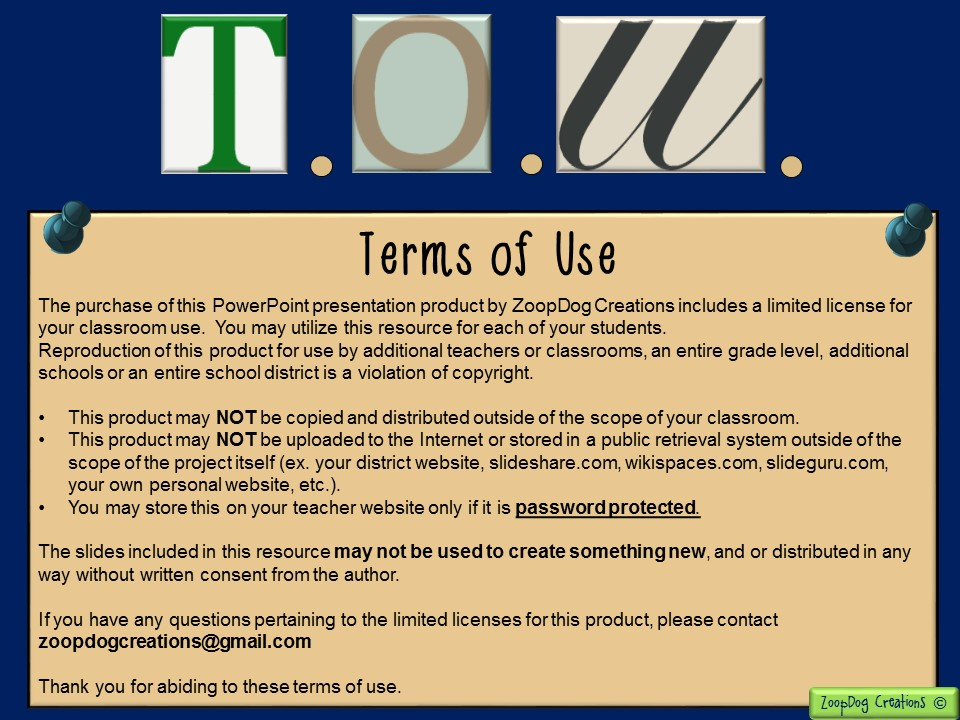 T.O.U.
Terms of Use
The purchase of this PowerPoint presentation product by ZoopDog Creations includes a limited license for
your classroom use.  You may utilize this resource for each of your students.
Reproduction of this product for use by additional teachers or classrooms, an entire grade level, additional
schools or an entire school district is a violation of copyright.
• This product may NOT be copied and distributed outside of the scope of your classroom.
• This product may NOT be uploaded to the Internet or stored in a public retrieval system outside of the
scope of the project itself (ex. your district website, slideshare.com, wikispaces.com, slideguru.com,
your own personal website, etc.).
• You may store this on your teacher website only if it is password protected.
The slides included in this resource may not be used to create something new, and or distributed in any
way without written consent from the author.
If you have any questions pertaining to the limited licenses for this product, please contact
zoopdogcreations@gmail.com
Thank you for abiding to these terms of use.
ZoopDog Creations ©